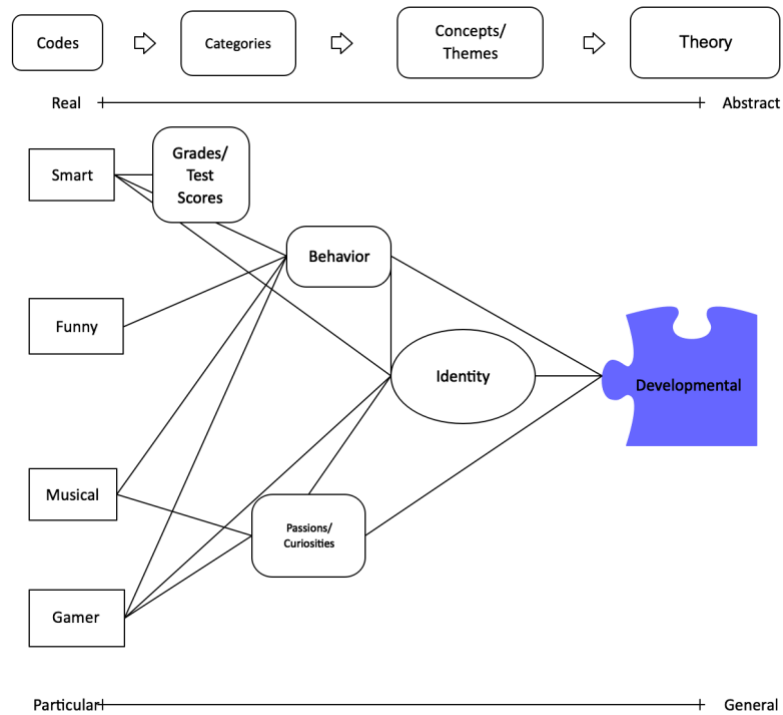 Codes
Categories
Concepts/
Themes
Theory
Real
Abstract
Smart
Grades/
Test
Scores
Behavior
Funny
Identity
Developmental
Musical
Passions/
Curiosities
Gamer
Particular
General